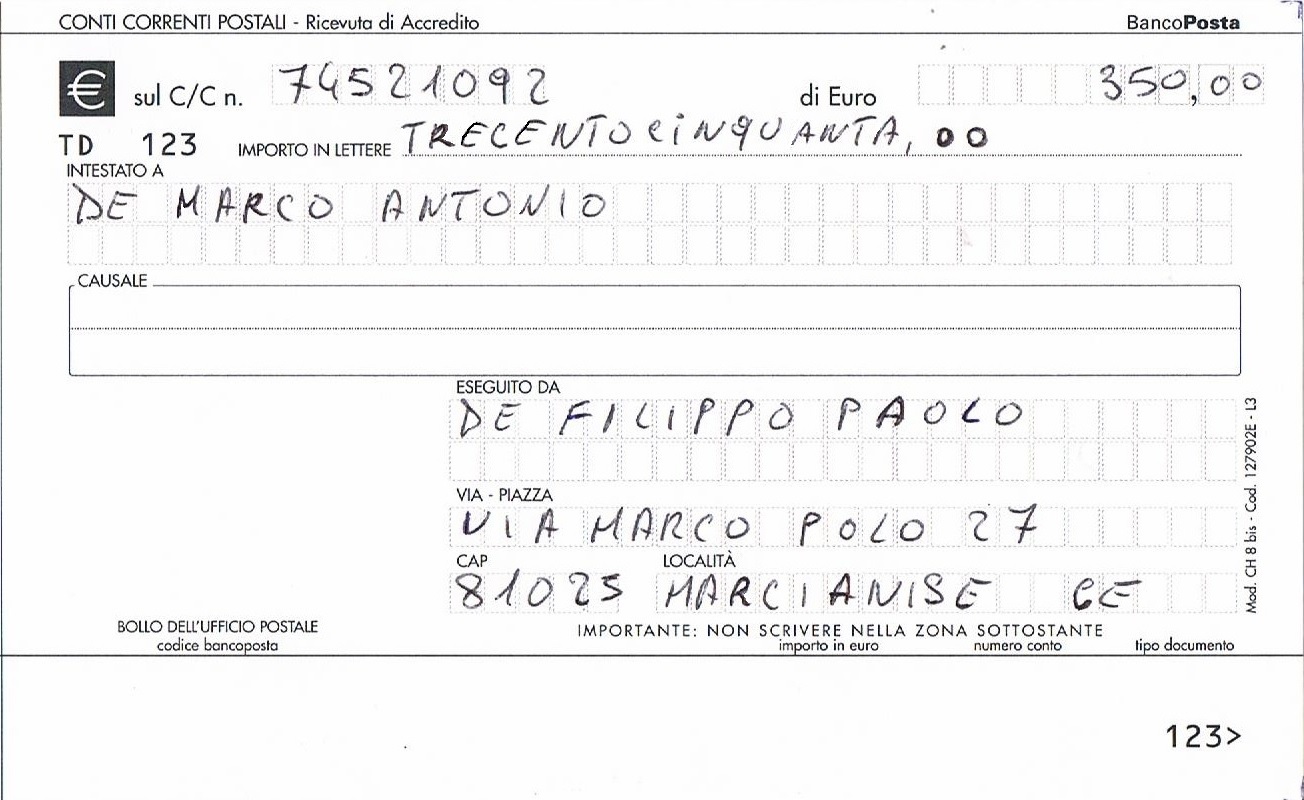 CONTI CORRENTI POSTALI - Ricevuta di Accredito BancoPosta
€ sul C/C n. 74521092 di Euro 350,00
TD 123 IMPORTO IN LETTERE TRECENTOCINQUANTA,00
INTESTATO A
DE MARCO ANTONIO
CAUSALE
ESEGUITO DA
DE FILIPPO PAOLO
VIA - PIAZZA
VIA MARCO POLO 27
CAP LOCALITÀ
81025 MARCIANISE CE
BOLLO DELL'UFFICIO POSTALE
codice bancoposta
IMPORTANTE: NON SCRIVERE NELLA ZONA SOTTOSTANTE
importo in euro numero conto tipo documento
Mod. CH 8 bis - Cod. 127902E - L3
123>